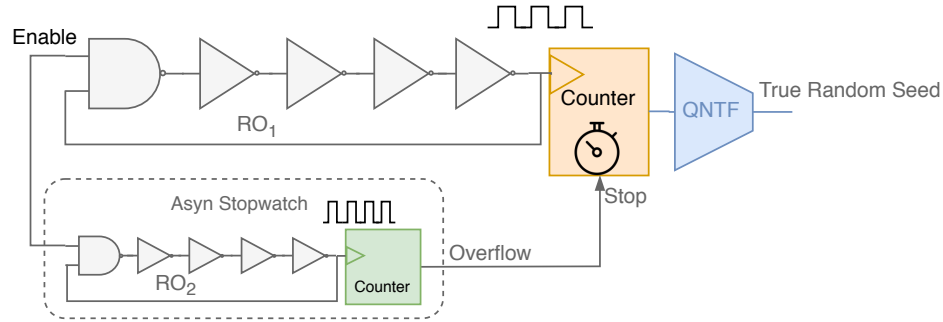 Enable
RO1
Counter
QNTF
True Random Seed
Stop
Asyn Stopwatch
RO2
Counter
Overflow